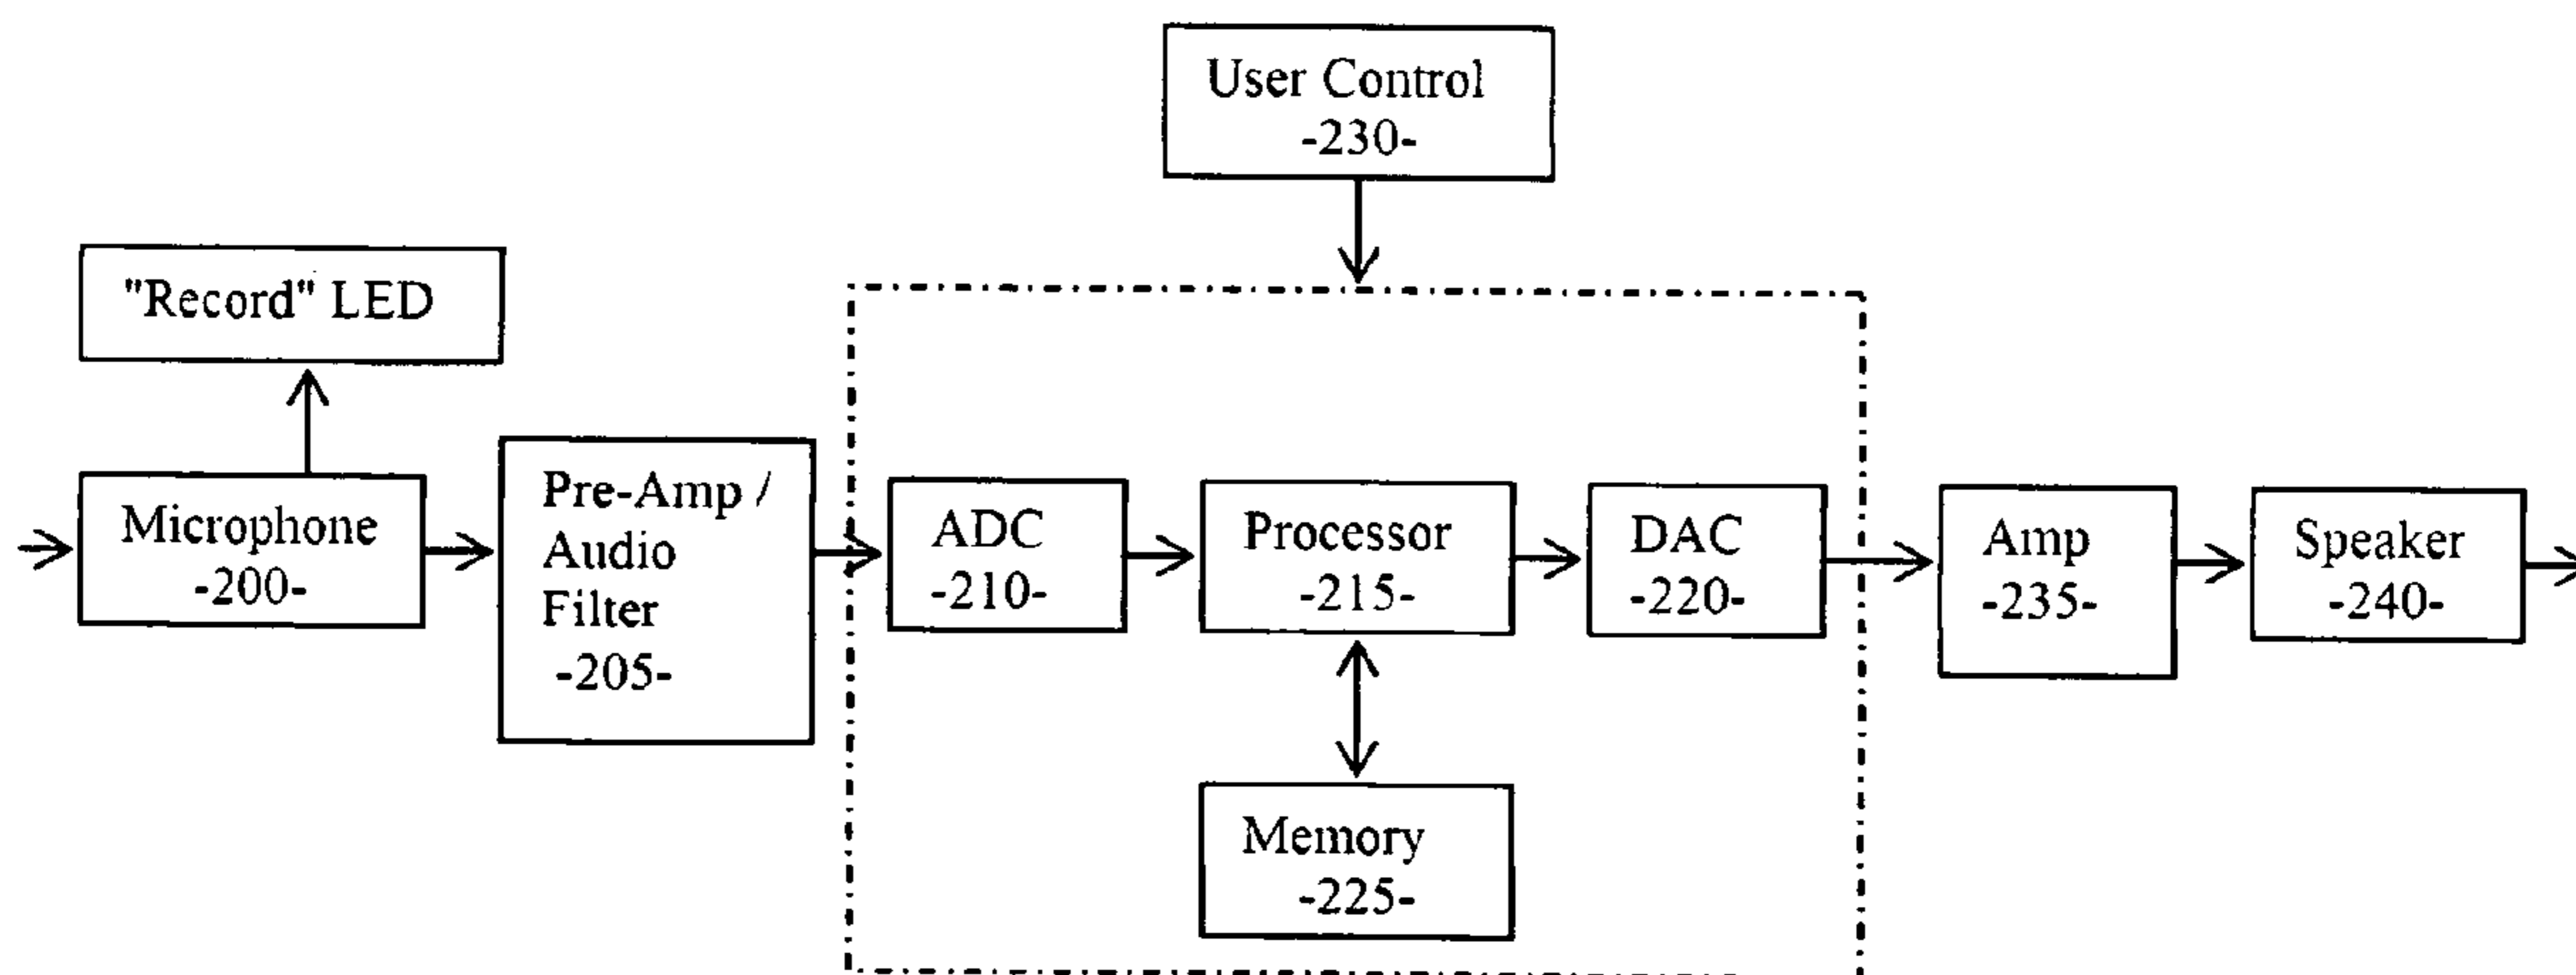 User Control
-230-
"Record" LED
Microphone
-200-
Pre-Amp /
Audio
Filter
-205-
ADC
-210-
Processor
-215-
DAC
-220-
Amp
-235-
Speaker
-240-
Memory
-225-